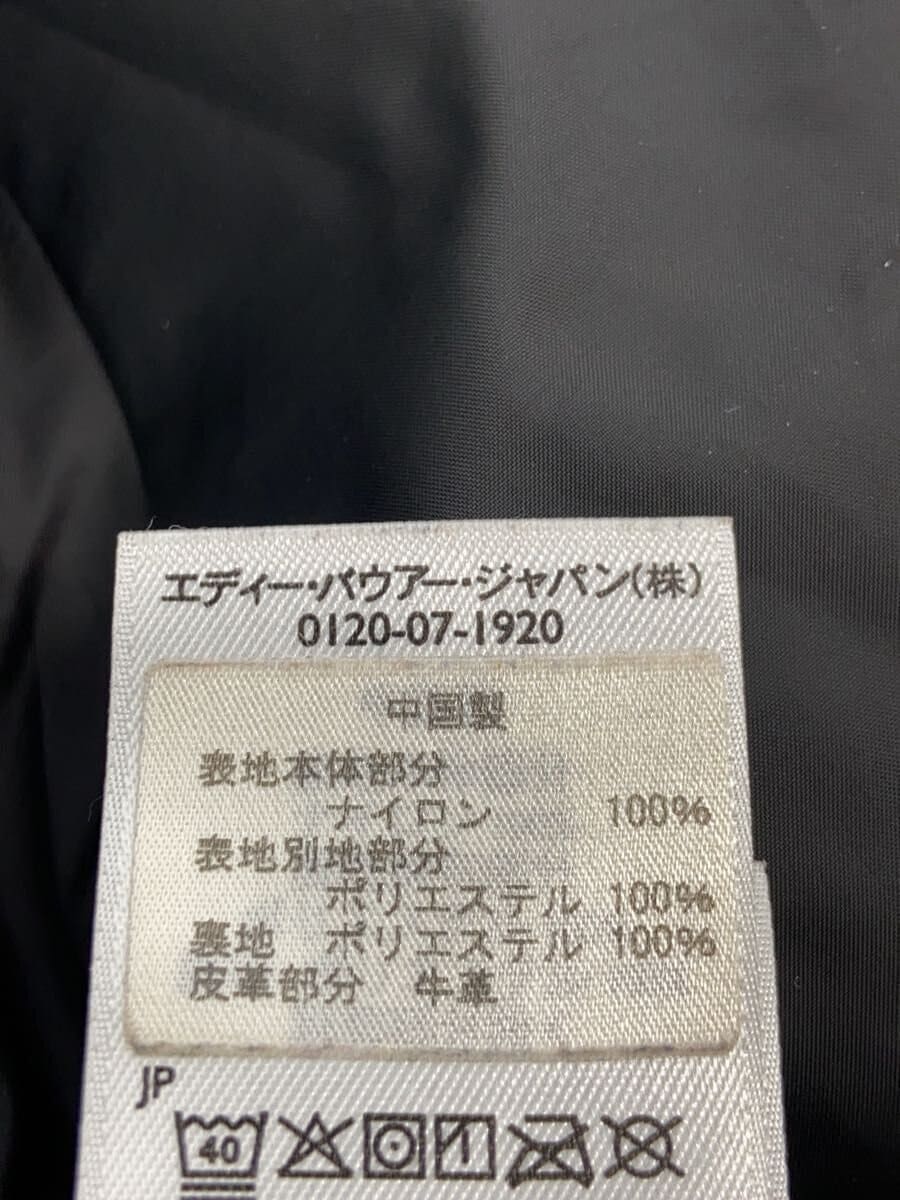 エディー・バウアー・ジャパン(株)
0120-07-1920
中国製
表地本体部分
ナイロン 100%
表地別地部分
ポリエステル 100%
裏地 ポリエステル 100%
皮革部分 牛革
JP
40